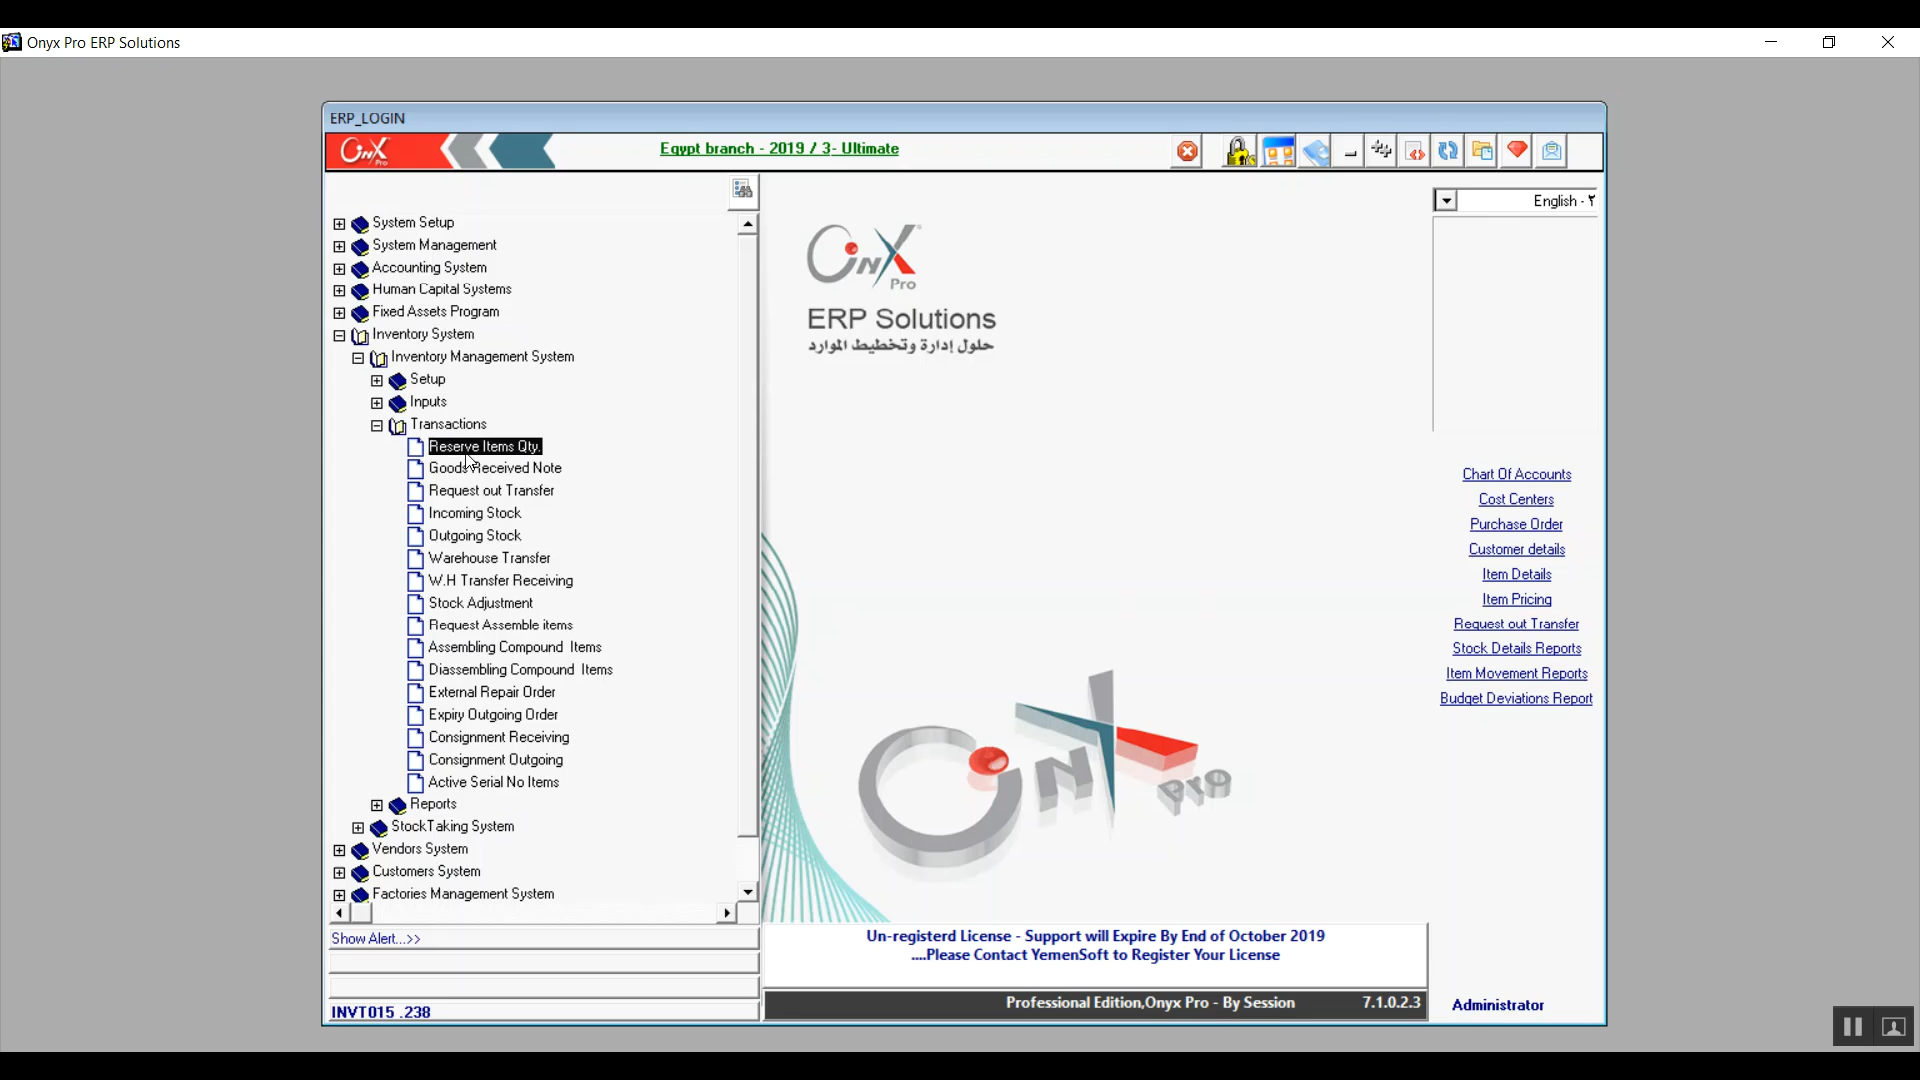 Onyx Pro ERP Solutions
ERP_LOGIN
OnX Pro
Egypt branch - 2019 / 3- Ultimate
English - ٢
System Setup
System Management
Accounting System
Human Capital Systems
Fixed Assets Program
Inventory System
Inventory Management System
Setup
Inputs
Transactions
Reserve Items Qty.
Goods Received Note
Request out Transfer
Incoming Stock
Outgoing Stock
Warehouse Transfer
W.H Transfer Receiving
Stock Adjustment
Request Assemble items
Assembling Compound Items
Diassembling Compound Items
External Repair Order
Expiry Outgoing Order
Consignment Receiving
Consignment Outgoing
Active Serial No Items
Reports
StockTaking System
Vendors System
Customers System
Factories Management System
Show Alert...>>
INVT015 .238
OnX Pro
ERP Solutions
حلول إدارة وتخطيط الموارد
OnX Pro
Un-registerd License - Support will Expire By End of October 2019
....Please Contact YemenSoft to Register Your License
Professional Edition,Onyx Pro - By Session 7.1.0.2.3
Chart Of Accounts
Cost Centers
Purchase Order
Customer details
Item Details
Item Pricing
Request out Transfer
Stock Details Reports
Item Movement Reports
Budget Deviations Report
Administrator